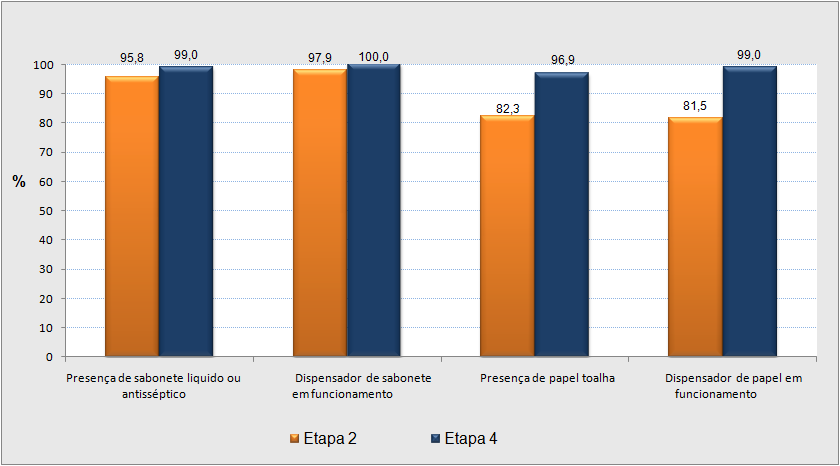 95,8
99,0
97,9
100,0
82,3
96,9
81,5
99,0
100
90
80
70
60
50
40
30
20
10
0
%
Presença de sabonete liquido ou
antisséptico
Dispensador de sabonete
em funcionamento
Presença de papel toalha
Dispensador de papel em
funcionamento
Etapa 2
Etapa 4